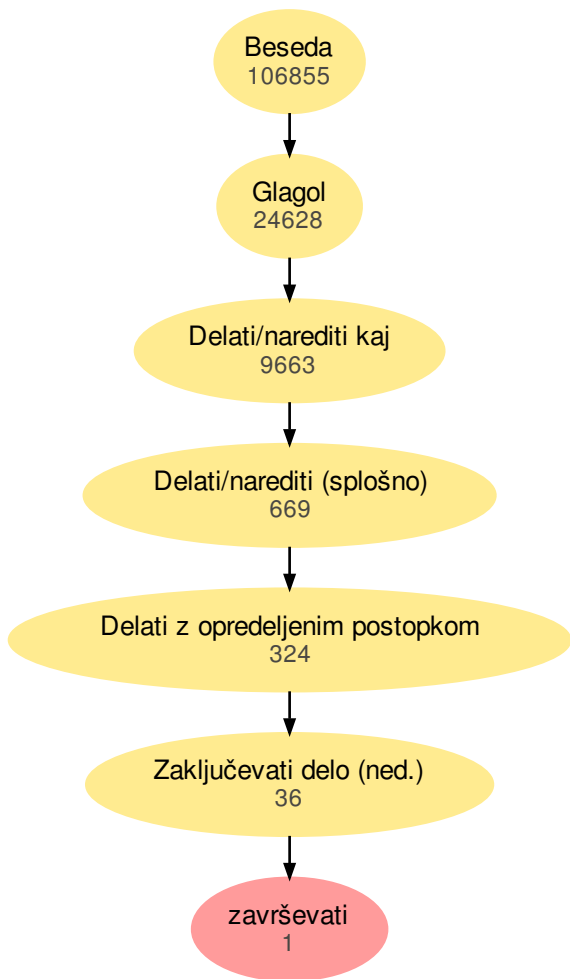 Beseda
106855
Glagol
24628
Delati/narediti kaj
9663
Delati/narediti (splošno)
669
Delati z opredeljenim postopkom
324
Zaključevati delo (ned.)
36
završevati
1